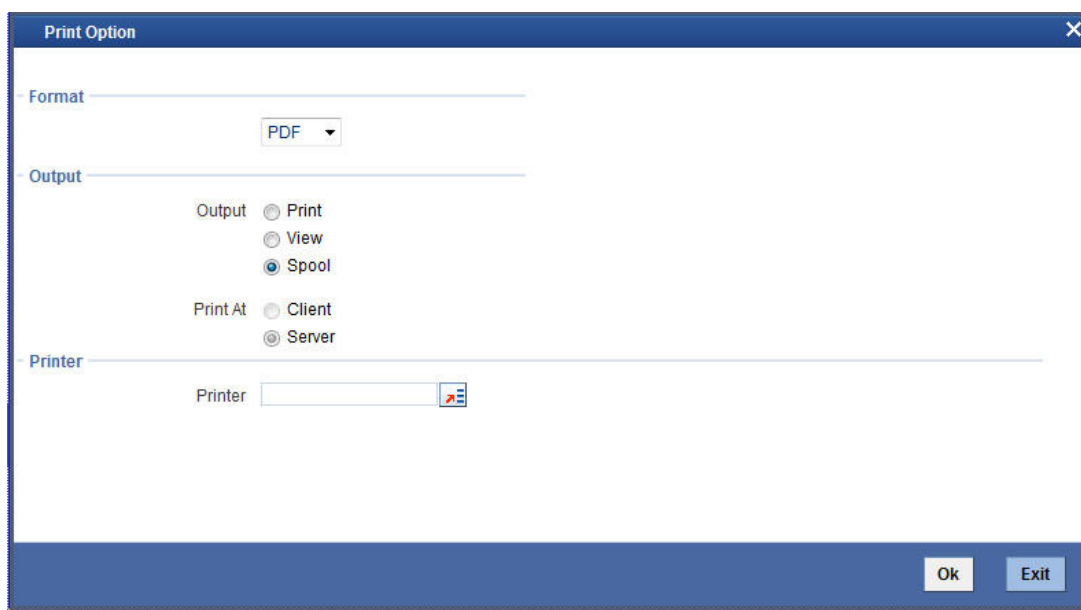 Print Option
Format
PDF
Output
Output Print
View
Spool
Print At Client
Server
Printer
Printer
Ok Exit